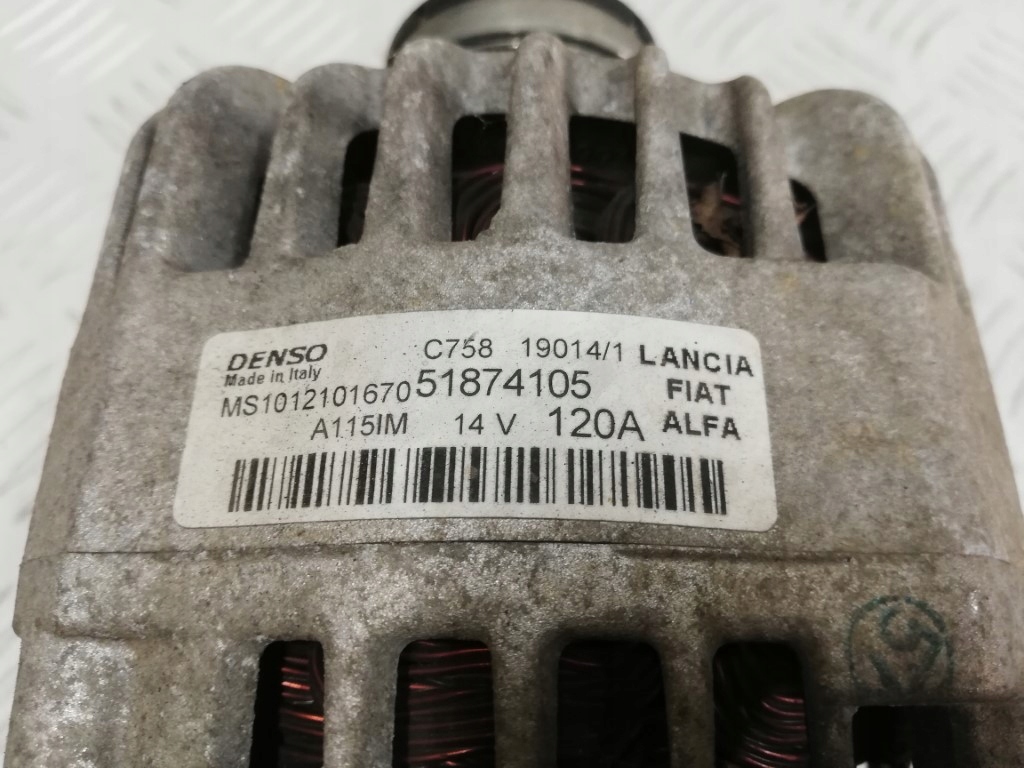 DENSO C758 19014/1 LANCIA
Made in Italy
MS1012101670 51874105 FIAT
A115IM 14 V 120A ALFA